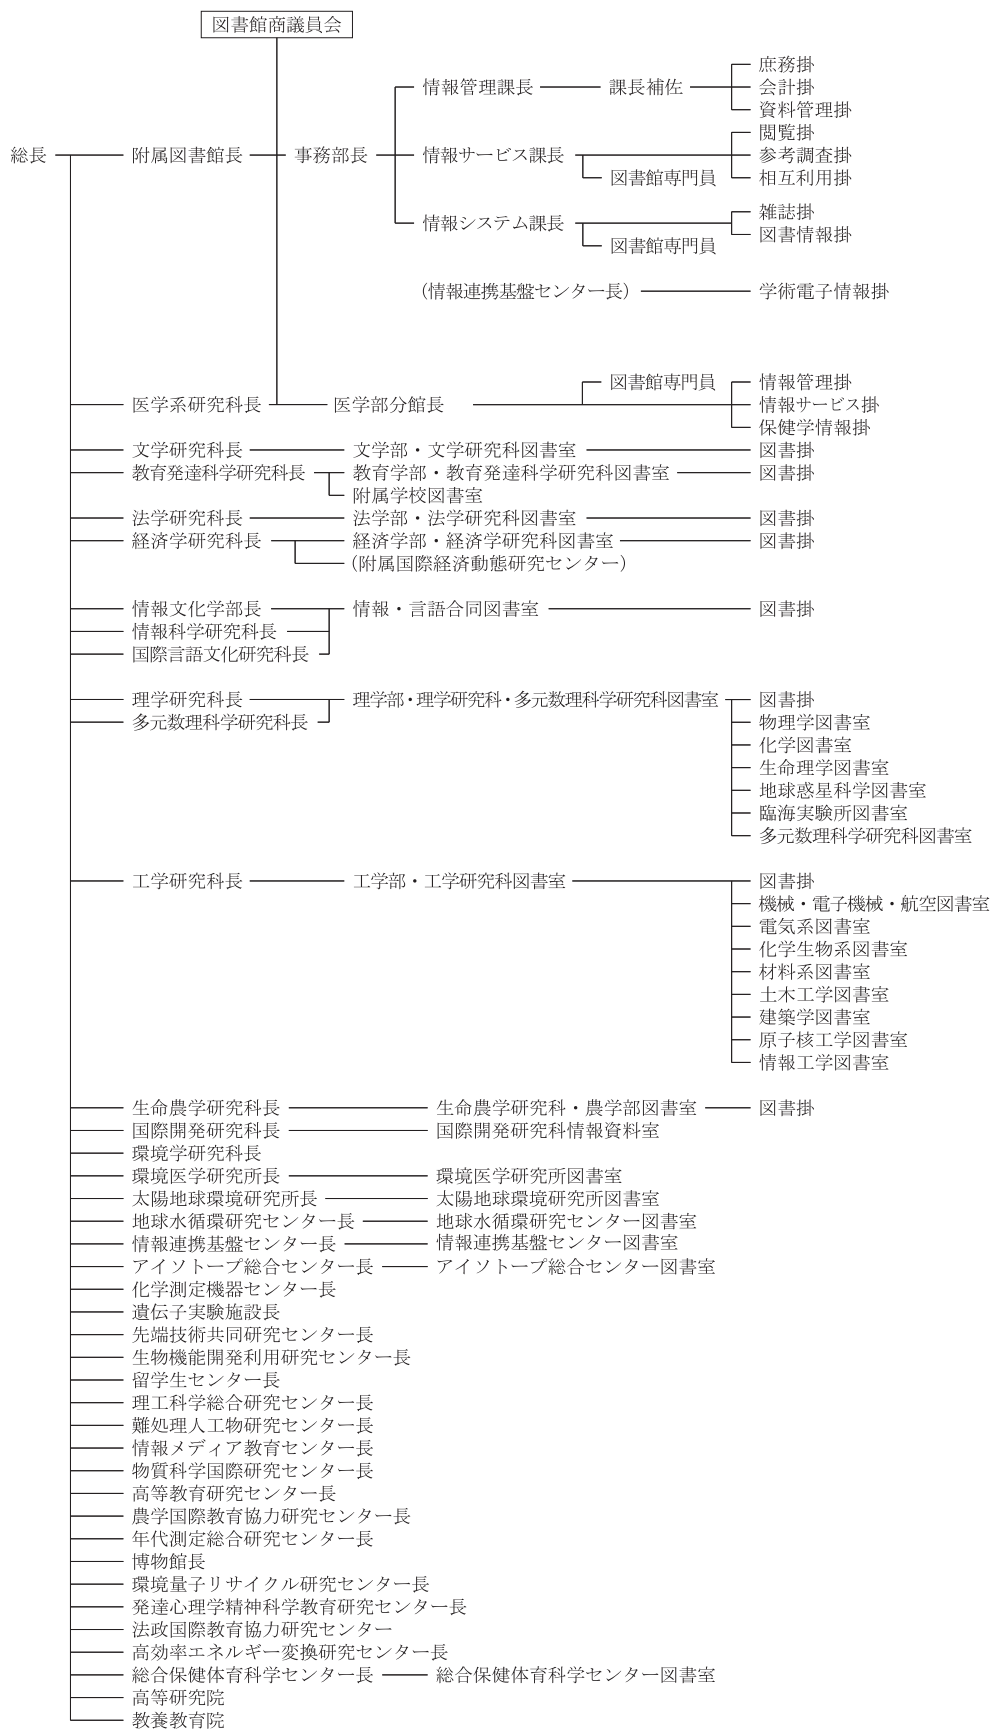 図書館商議員会
庶務掛
情報管理課長 課長補佐 会計掛
資料管理掛
閲覧掛
総長 附属図書館長 事務部長 情報サービス課長 参考調査掛
図書館専門員 相互利用掛
雑誌掛
情報システム課長 図書情報掛
図書館専門員
（情報連携基盤センター長） 学術電子情報掛
図書館専門員 情報管理掛
医学系研究科長 医学部分館長 情報サービス掛
保健学情報掛
文学研究科長 文学部・文学研究科図書室 図書掛
教育発達科学研究科長 教育学部・教育発達科学研究科図書室 図書掛
附属学校図書室
法学研究科長 法学部・法学研究科図書室 図書掛
経済学研究科長 経済学部・経済学研究科図書室 図書掛
（附属国際経済動態研究センター）
情報文化学部長 情報・言語合同図書室 図書掛
情報科学研究科長
国際言語文化研究科長
理学研究科長 理学部・理学研究科・多元数理科学研究科図書室 図書掛
多元数理科学研究科長 物理学図書室
化学図書室
生命理学図書室
地球惑星科学図書室
臨海実験所図書室
多元数理科学研究科図書室
工学研究科長 工学部・工学研究科図書室 図書掛
機械・電子機械・航空図書室
電気系図書室
化学生物系図書室
材料系図書室
土木工学図書室
建築学図書室
原子核工学図書室
情報工学図書室
生命農学研究科長 生命農学研究科・農学部図書室 図書掛
国際開発研究科長 国際開発研究科情報資料室
環境学研究科長
環境医学研究所長 環境医学研究所図書室
太陽地球環境研究所長 太陽地球環境研究所図書室
地球水循環研究センター長 地球水循環研究センター図書室
情報連携基盤センター長 情報連携基盤センター図書室
アイソトープ総合センター長 アイソトープ総合センター図書室
化学測定機器センター長
遺伝子実験施設長
先端技術共同研究センター長
生物機能開発利用研究センター長
留学生センター長
理工科学総合研究センター長
難処理人工物研究センター長
情報メディア教育センター長
物質科学国際研究センター長
高等教育研究センター長
農学国際教育協力研究センター長
年代測定総合研究センター長
博物館長
環境量子リサイクル研究センター長
発達心理学精神科学教育研究センター長
法政国際教育協力研究センター
高効率エネルギー変換研究センター長
総合保健体育科学センター長 総合保健体育科学センター図書室
高等研究院
教養教育院